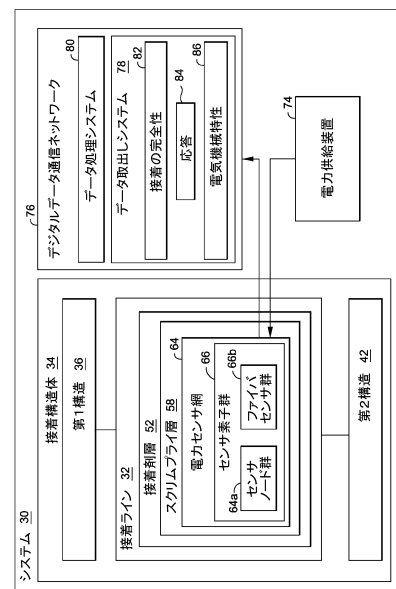 システム 30
接着構造体 34
第1構造 36
接着ライン 32
接着剤層 52
スクリムプライ層 58
電力センサ網
64
センサ素子群
66
64a
センサ
ノード群
66b
ファイバ
センサ群
第2構造 42
76
デジタルデータ通信ネットワーク
データ処理システム
80
データ取出しシステム 78
接着の完全性
82
応答
84
電気機械特性
86
74
電力供給装置